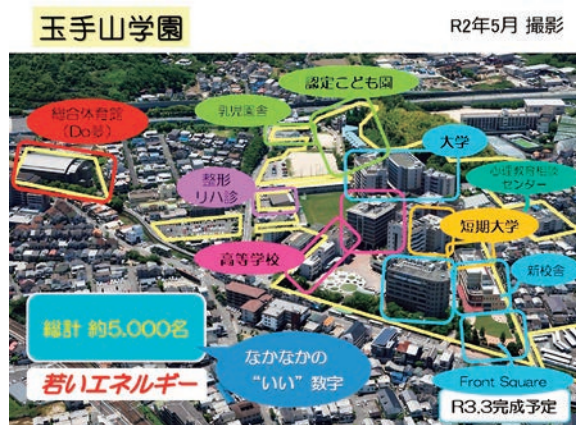 玉手山学園
R2年5月 撮影
認定こども園
乳児園舎
総合体育館
(Do夢)
大学
心理教育相談
センター
整形
リハ診
短期大学
高等学校
新校舎
総計 約5,000名
なかなかの
“いい”数字
若いエネルギー
Front Square
R3.3完成予定